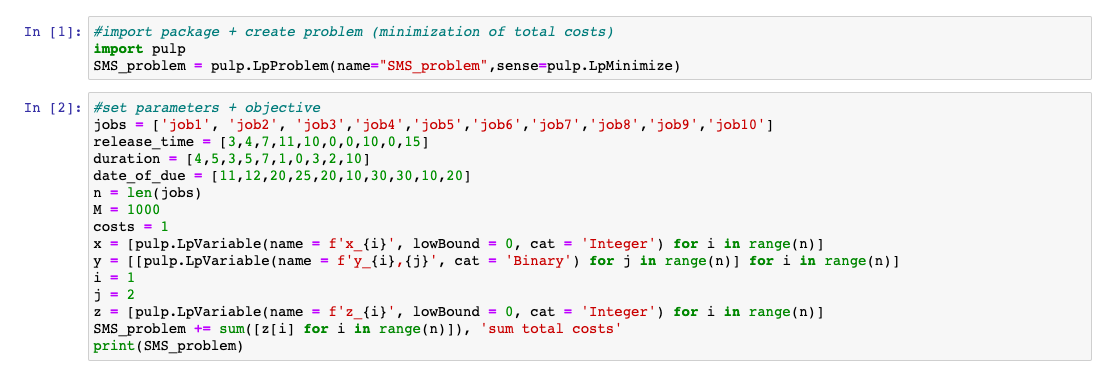 In [1]: #import package + create problem (minimization of total costs)
import pulp
SMS_problem = pulp.LpProblem(name="SMS_problem",sense=pulp.LpMinimize)
In [2]: #set parameters + objective
jobs = ['job1', 'job2', 'job3','job4','job5','job6','job7','job8','job9','job10']
release_time = [3,4,7,11,10,0,0,10,0,15]
duration = [4,5,3,5,7,1,0,3,2,10]
date_of_due = [11,12,20,25,20,10,30,30,10,20]
n = len(jobs)
M = 1000
costs = 1
x = [pulp.LpVariable(name = f'x_{i}', lowBound = 0, cat = 'Integer') for i in range(n)]
y = [[pulp.LpVariable(name = f'y_{i},{j}', cat = 'Binary') for j in range(n)] for i in range(n)]
i = 1
j = 2
z = [pulp.LpVariable(name = f'z_{i}', lowBound = 0, cat = 'Integer') for i in range(n)]
SMS_problem += sum([z[i] for i in range(n)]), 'sum total costs'
print(SMS_problem)